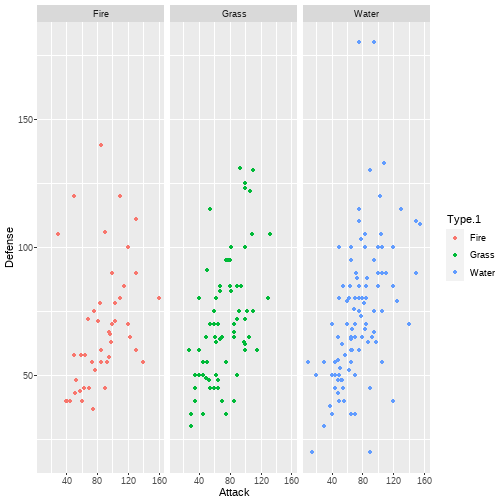 Fire Grass Water
150
100
50
Defense
40 80 120 160 40 80 120 160 40 80 120 160
Attack
Type.1
Fire
Grass
Water